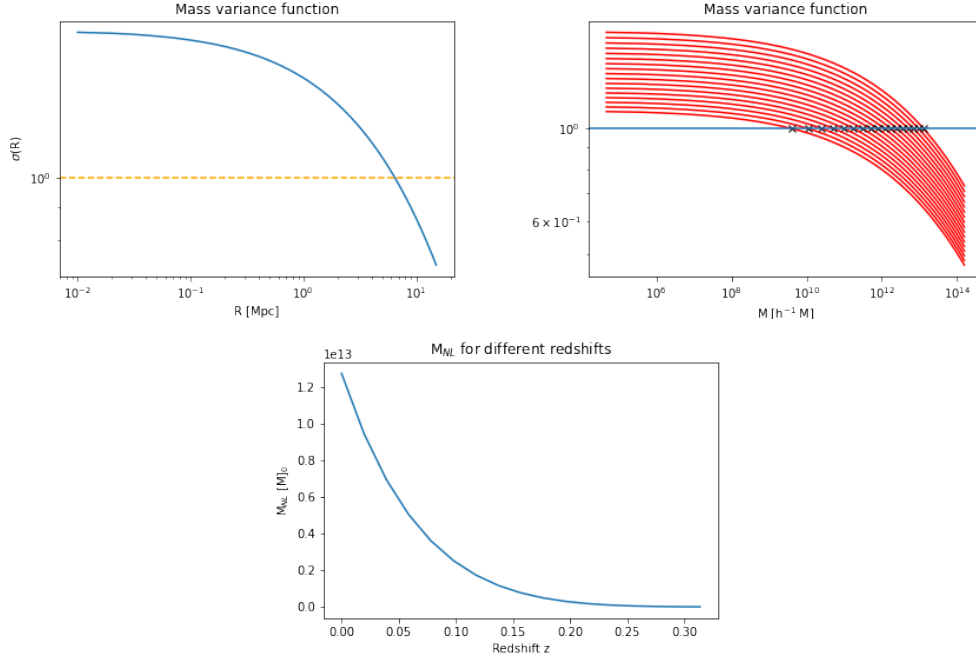 Mass variance function
σ(R)
10⁰
10⁻² 10⁻¹ 10⁰ 10¹
R [Mpc]
Mass variance function
10⁰
6 × 10⁻¹
10⁶ 10⁸ 10¹⁰ 10¹² 10¹⁴
M [h⁻¹ M]
M_NL for different redshifts
1e13
M_NL [M]₀
1.2
1.0
0.8
0.6
0.4
0.2
0.0
0.00 0.05 0.10 0.15 0.20 0.25 0.30
Redshift z